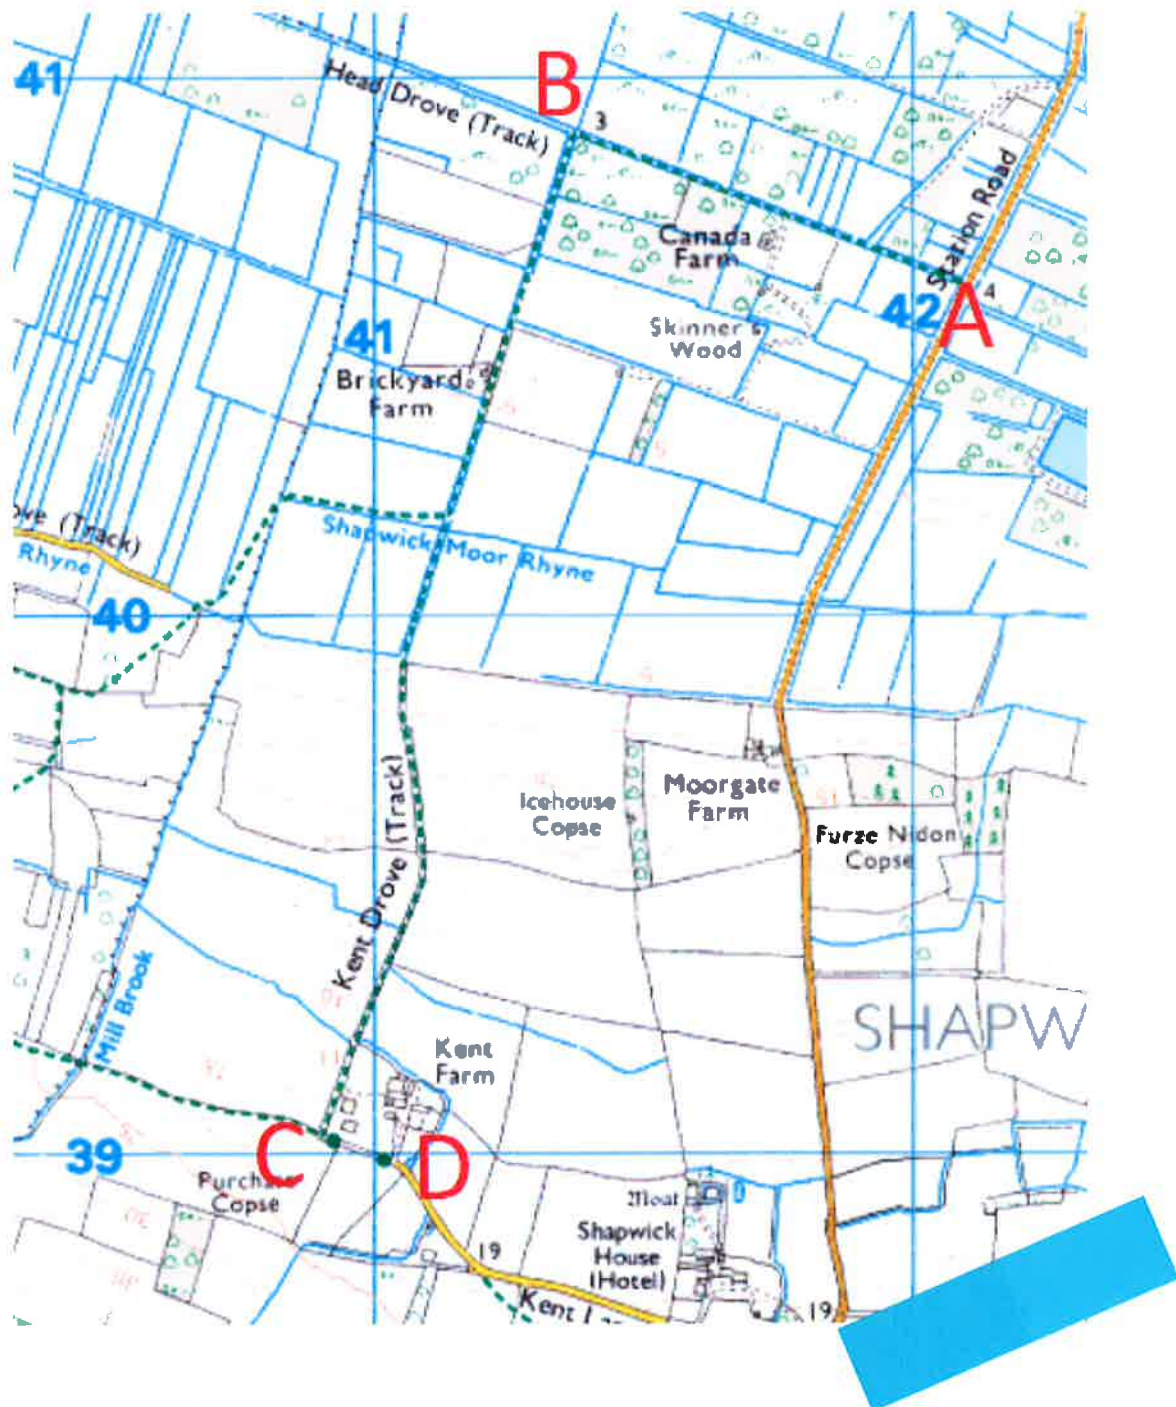 41
B
3
Head Drove (Track)
Station Road
Canada
Farm
4
42
A
Skinner's
Wood
41
Brickyard
Farm
(Track)
Rhyne
Shapwick Moor Rhyne
40
Kent Drove (Track)
Icehouse
Copse
Moorgate
Farm
Furze Nidon
Copse
Mill Brook
SHAPW
Kent
Farm
39
C
D
Purchase
Copse
Moat
Shapwick
House
(Hotel)
19
Kent
19